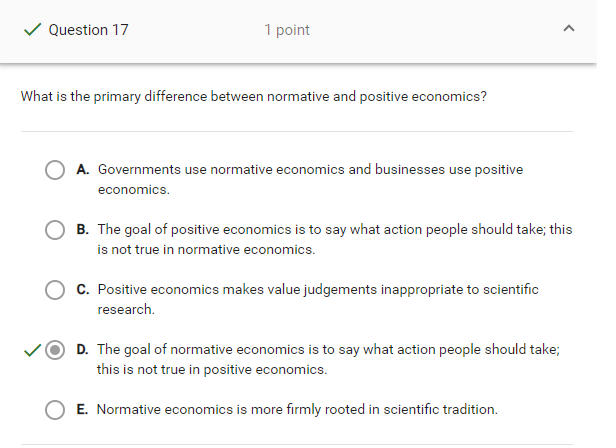 Question 17
1 point
What is the primary difference between normative and positive economics?
A. Governments use normative economics and businesses use positive
economics.
B. The goal of positive economics is to say what action people should take; this
is not true in normative economics.
C. Positive economics makes value judgements inappropriate to scientific
research.
D. The goal of normative economics is to say what action people should take;
this is not true in positive economics.
E. Normative economics is more firmly rooted in scientific tradition.